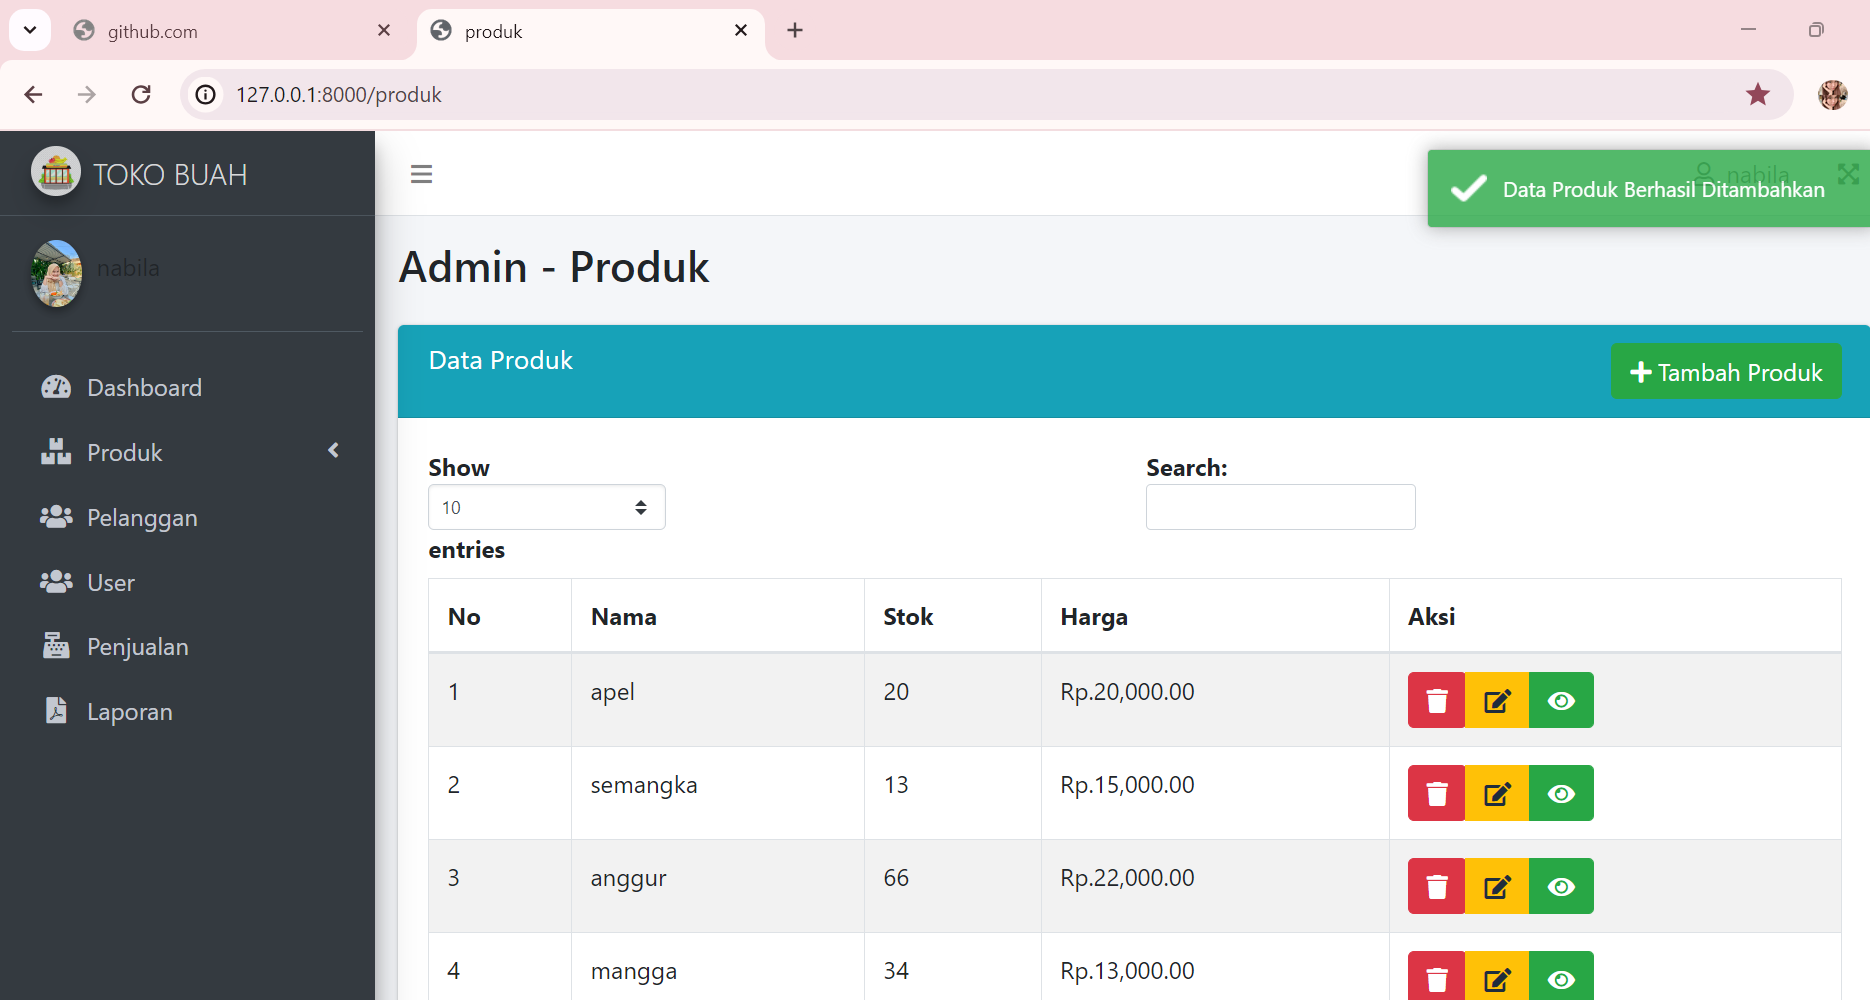 github.com
produk
127.0.0.1:8000/produk
TOKO BUAH
nabila
Data Produk Berhasil Ditambahkan
nabila
Admin - Produk
Dashboard
Produk
Pelanggan
User
Penjualan
Laporan
Data Produk
Tambah Produk
Show
10
entries
Search:
No Nama Stok Harga Aksi
1 apel 20 Rp.20,000.00
2 semangka 13 Rp.15,000.00
3 anggur 66 Rp.22,000.00
4 mangga 34 Rp.13,000.00